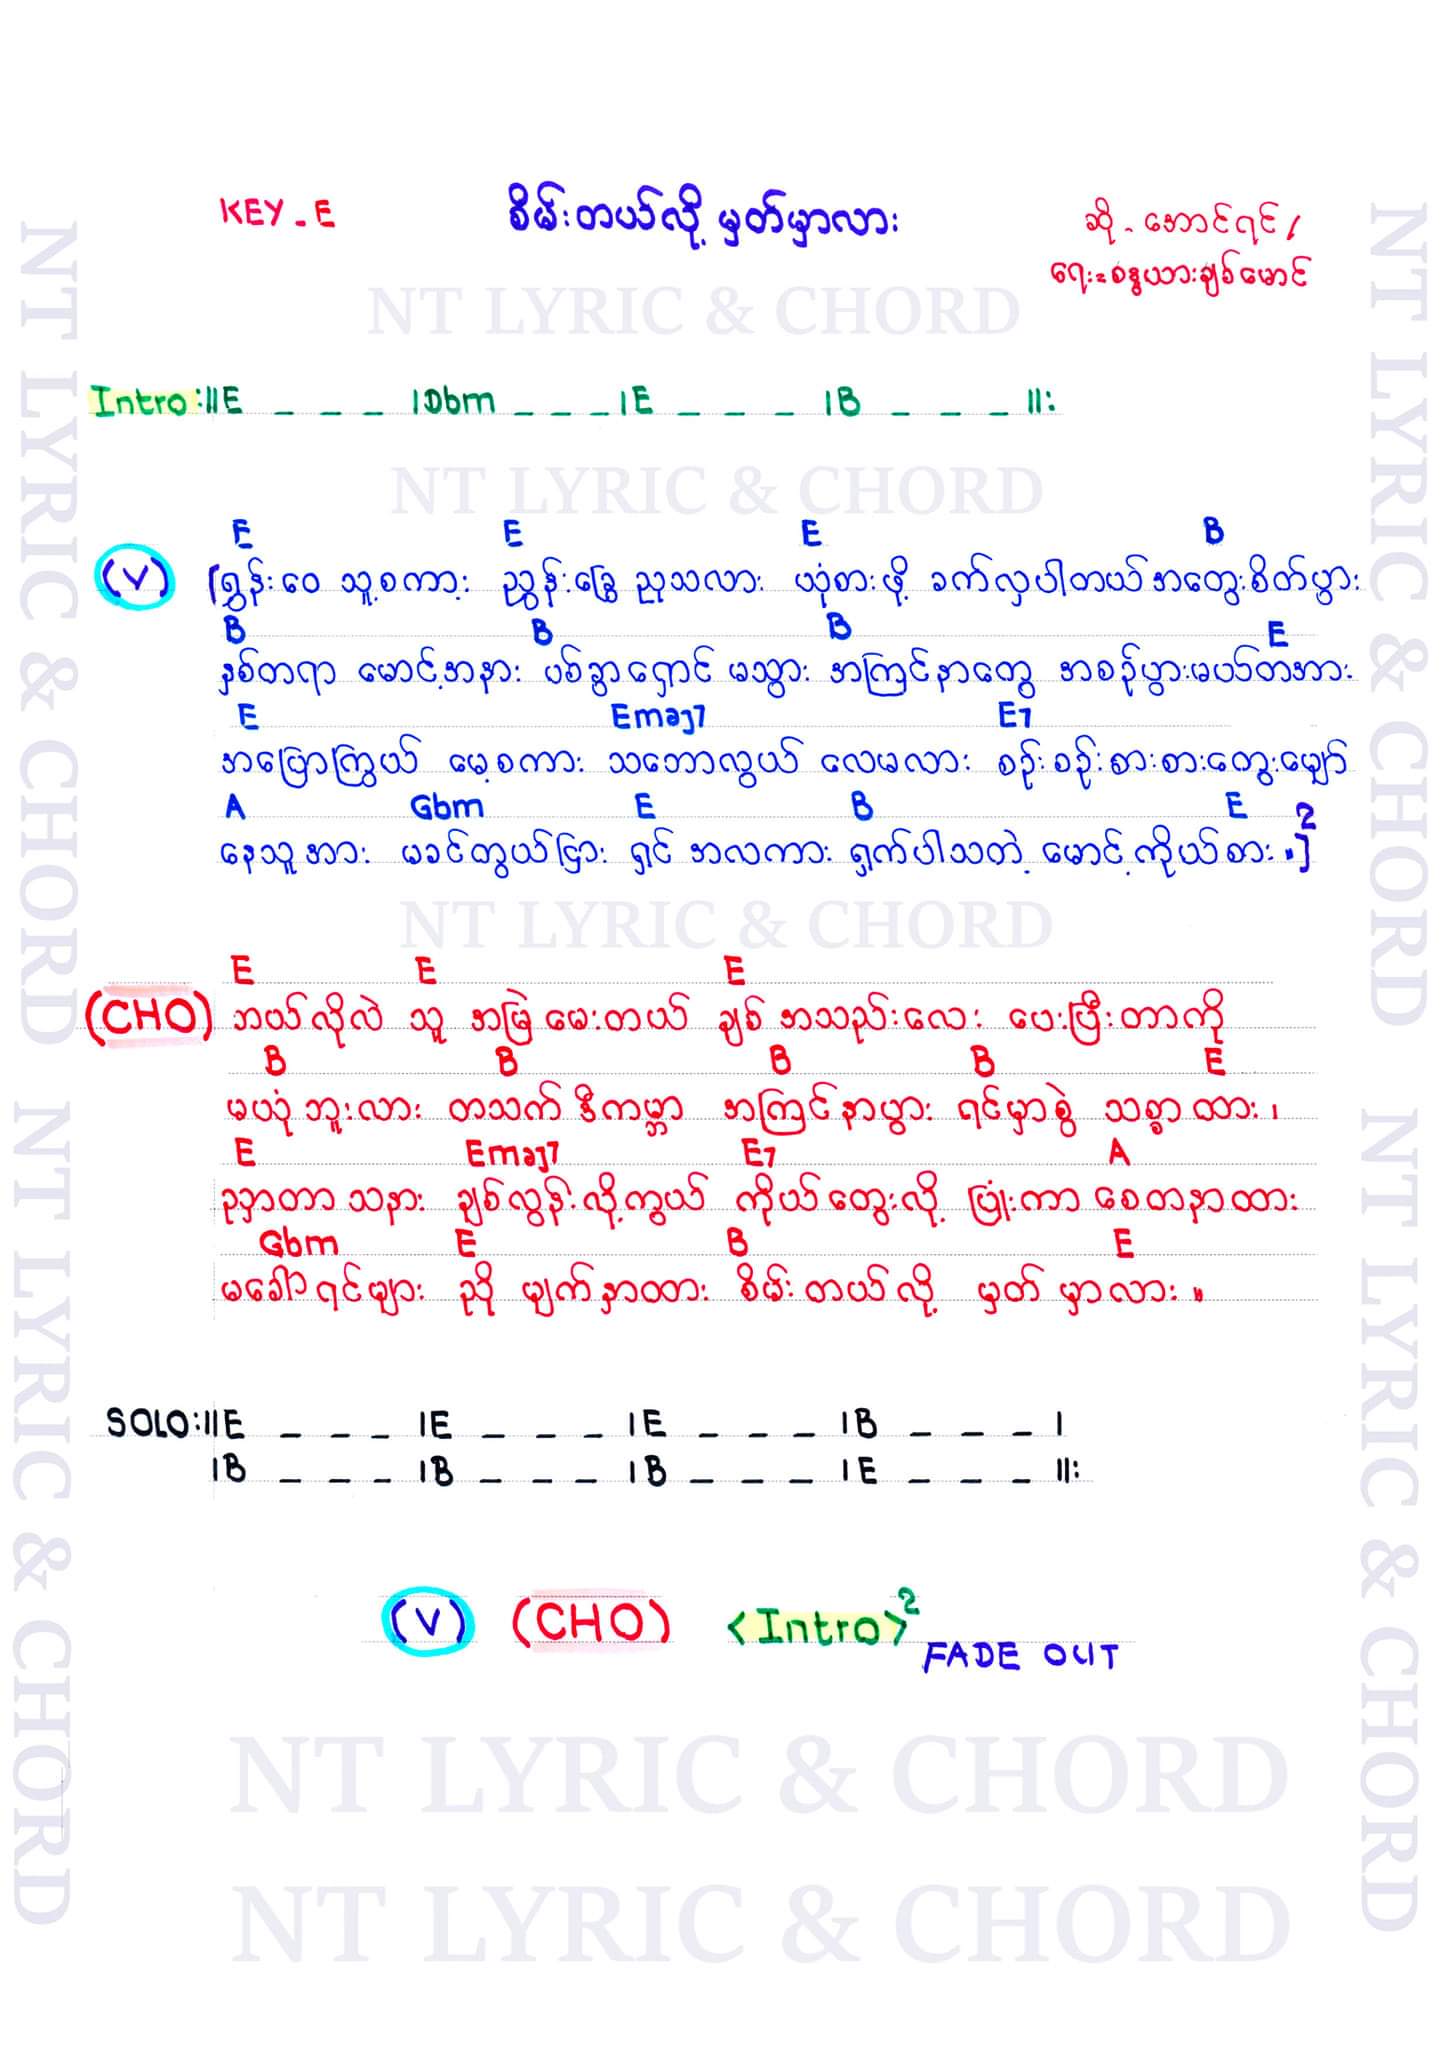 KEY - E
စိမ်းတယ်လို့ မှတ်မှာလား
ဆို - အောင်ရင် /
ရေး = စန္ဒယားချစ်မောင်
NT LYRIC & CHORD
Intro :||E _ _ _ |Dbm _ _ _ |E _ _ _ |B _ _ _ ||:
NT LYRIC & CHORD
E E E B
(V) [ရွှန်းဝေ သူ့စကား ညွှန်းခြွေ ညုသလား ယုံစားဖို့ ခက်လှပါတယ် အတွေးစိတ်ပွား
B B B E
နှစ်တရာ မောင့်အနား ပစ်ခွာရှောင် မသွား အကြင်နာတွေ အစဉ်ပွားမယ်တအား
E Emaj7 E7
အပြောကြွယ် မေ့စကား သဘောလွယ် လေမလား စဉ်းစဉ်းစားစားတွေးမျှော်
A Gbm E B E
နေသူအား မခင်တွယ်ငြား ရှင် အလကား ရှက်ပါသတဲ့ မောင့်ကိုယ်စား ။]2
NT LYRIC & CHORD
E E E
(CHO) ဘယ်လိုလဲ သူ အမြဲမေးတယ် ချစ်အသည်းလေး ပေးပြီးတာကို
B B B B E
မယုံဘူးလား တသက်ဒီကမ္ဘာ အကြင်နာပွား ရင်မှာစွဲ သစ္စာထား ၊
E Emaj7 E7 A
ညှာတာသနား ချစ်လွန်းလို့ကွယ် ကိုယ်တွေးလို့ ပြုံးကာ စေတနာထား
Gbm E B E
မခေါ်ရင်များ ညို မျက်နှာထား စိမ်းတယ်လို့ မှတ်မှာလား ။
SOLO:||E _ _ _ |E _ _ _ |E _ _ _ |B _ _ _ |
|B _ _ _ |B _ _ _ |B _ _ _ |E _ _ _ ||:
(V) (CHO) <Intro>2
FADE OUT
NT LYRIC & CHORD
NT LYRIC & CHORD
NT LYRIC & CHORD
NT LYRIC & CHORD
NT LYRIC & CHORD
NT LYRIC & CHORD